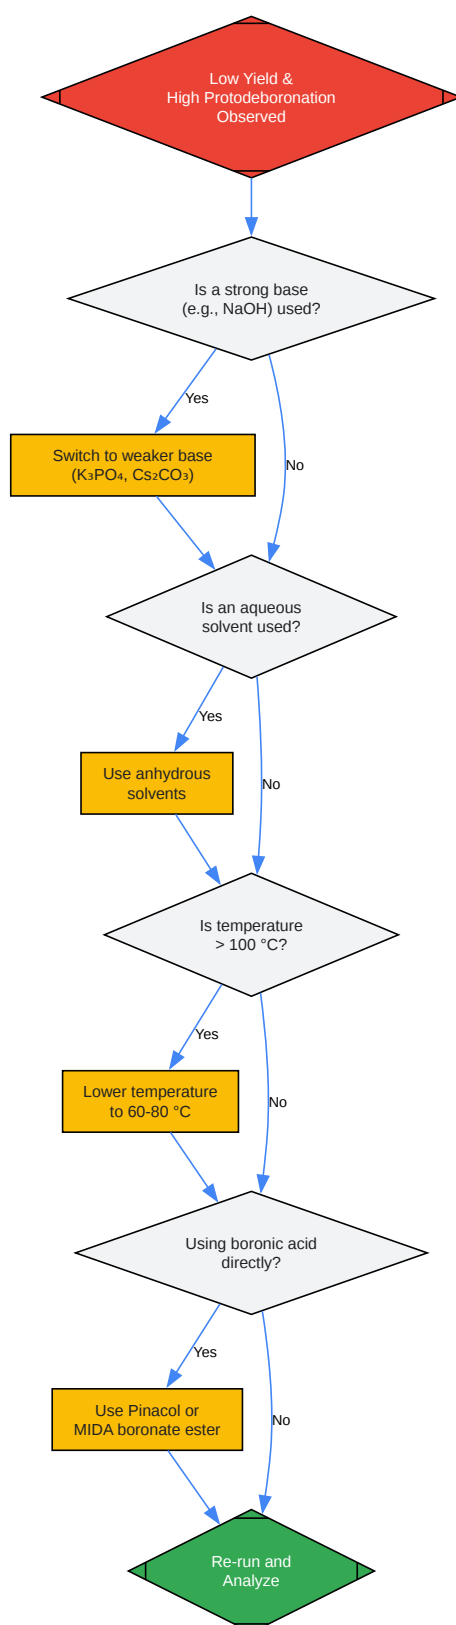 Low Yield &
High Protodeboronation
Observed
Is a strong base
(e.g., NaOH) used?
Yes
Switch to weaker base
(K₃PO₄, Cs₂CO₃)
No
Is an aqueous
solvent used?
Yes
Use anhydrous
solvents
No
Is temperature
> 100 °C?
Yes
Lower temperature
to 60-80 °C
No
Using boronic acid
directly?
Yes
Use Pinacol or
MIDA boronate ester
No
Re-run and
Analyze